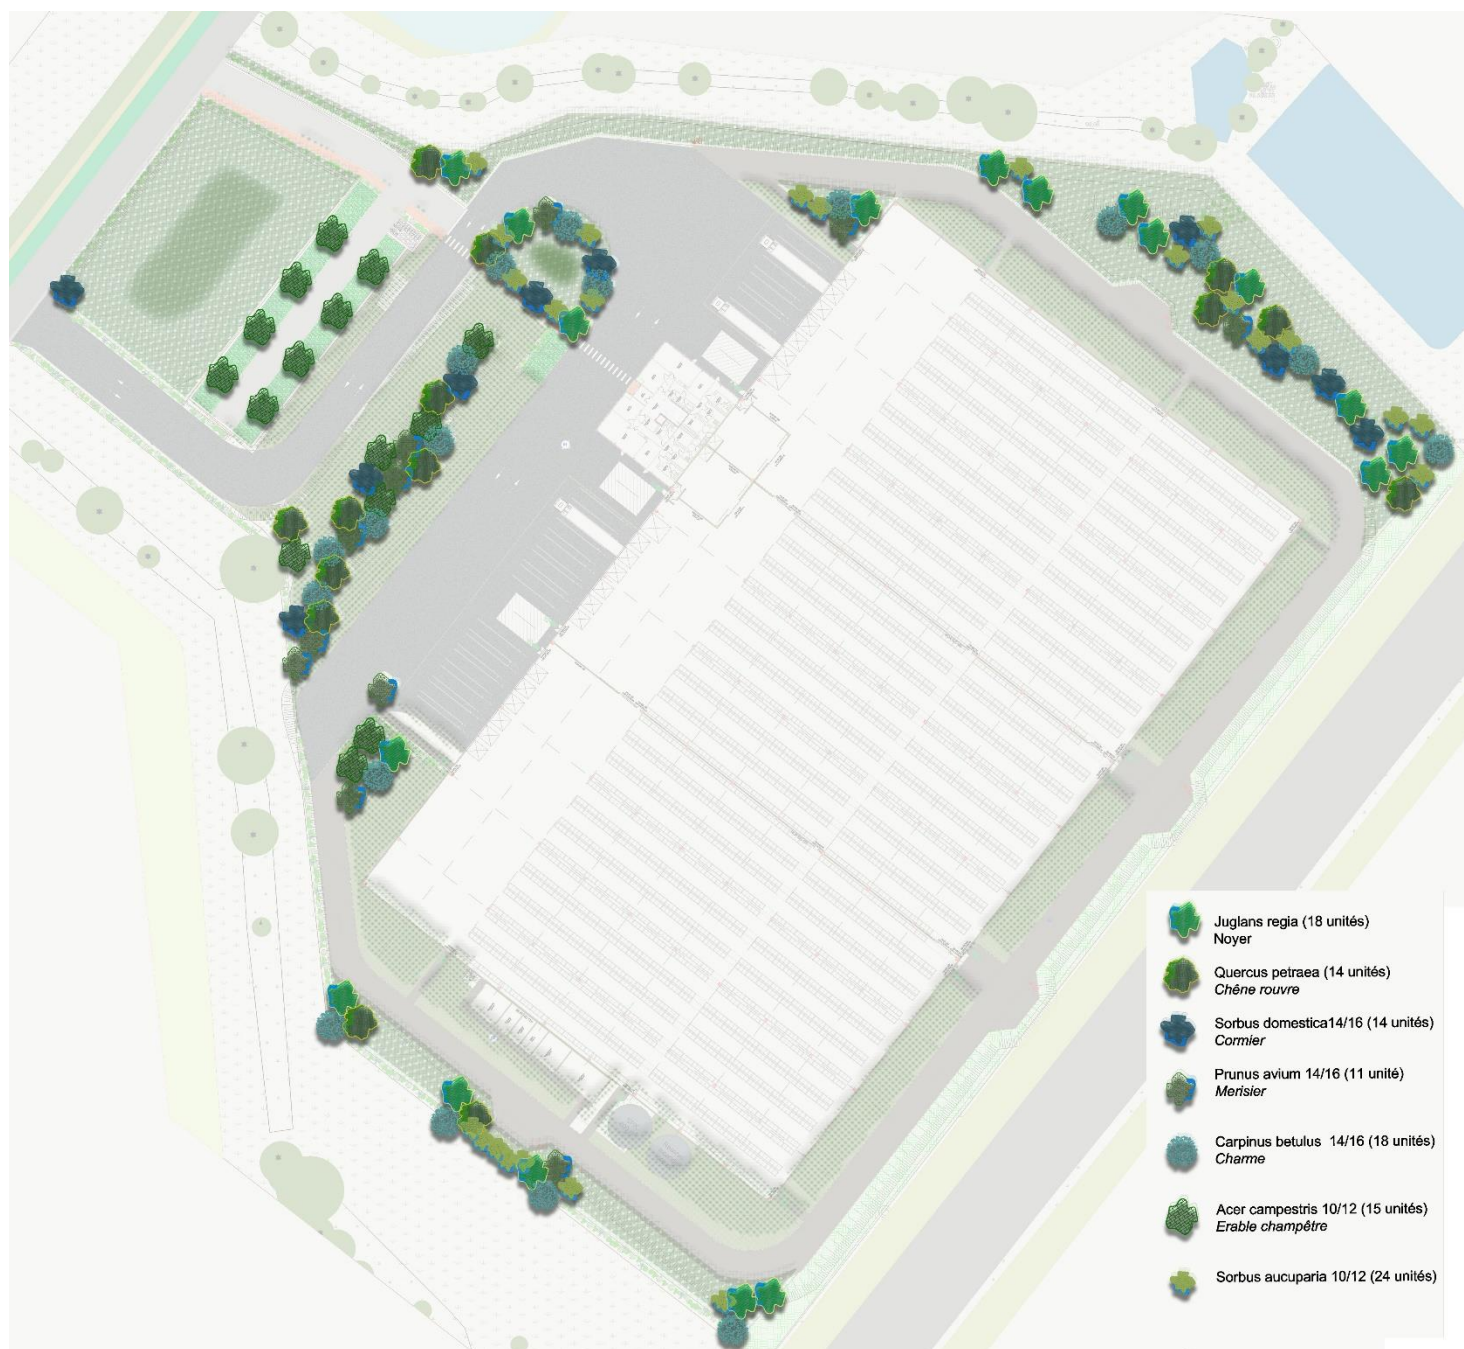 Juglans regia (18 unités)
Noyer
Quercus petraea (14 unités)
Chêne rouvre
Sorbus domestica14/16 (14 unités)
Cormier
Prunus avium 14/16 (11 unité)
Merisier
Carpinus betulus 14/16 (18 unités)
Charme
Acer campestris 10/12 (15 unités)
Erable champêtre
Sorbus aucuparia 10/12 (24 unités)